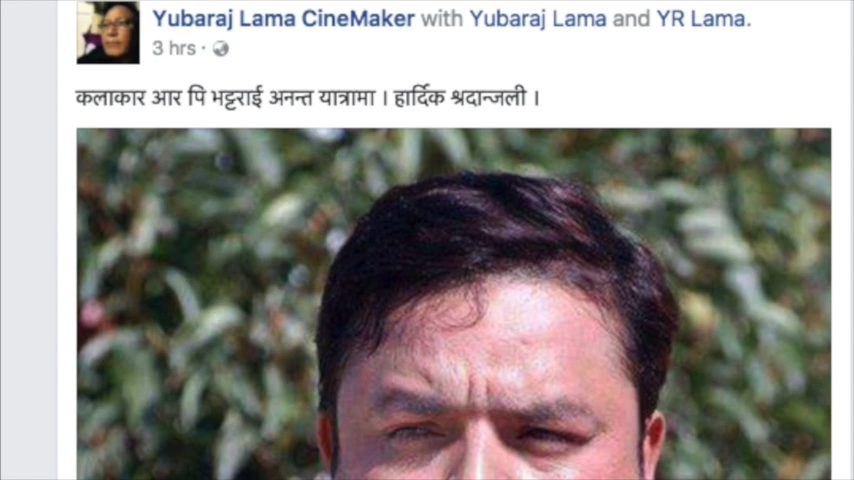 Yubaraj Lama CineMaker with Yubaraj Lama and YR Lama.
3 hrs ·
कलाकार आर पि भट्टराई अनन्त यात्रामा । हार्दिक श्रदान्जली ।